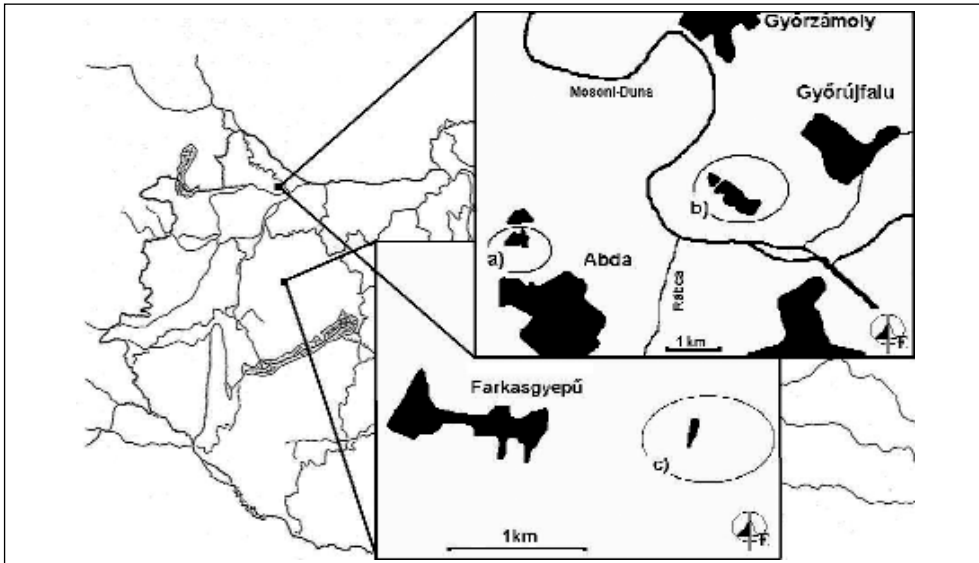 Győrzámoly
Mosoni-Duna
Győrújfalu
b)
a)
Abda
Rábca
1 km
Farkasgyepű
c)
1km